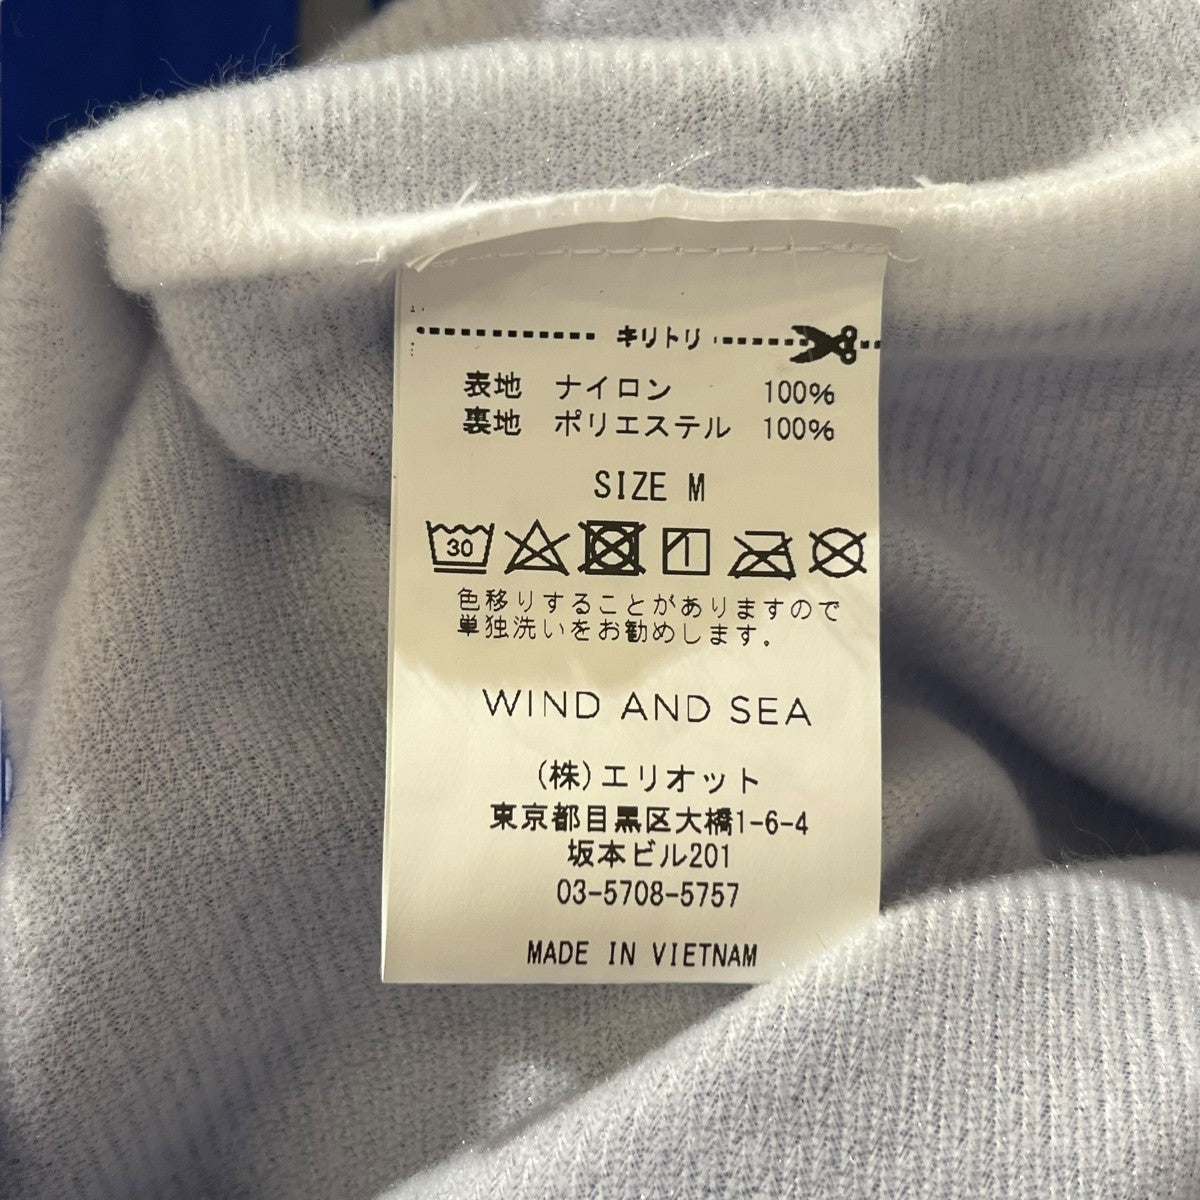 キリトリ
表地 ナイロン 100%
裏地 ポリエステル 100%
SIZE M
30
色移りすることがありますので
単独洗いをお勧めします.
WIND AND SEA
(株)エリオット
東京都目黒区大橋1-6-4
坂本ビル201
03-5708-5757
MADE IN VIETNAM